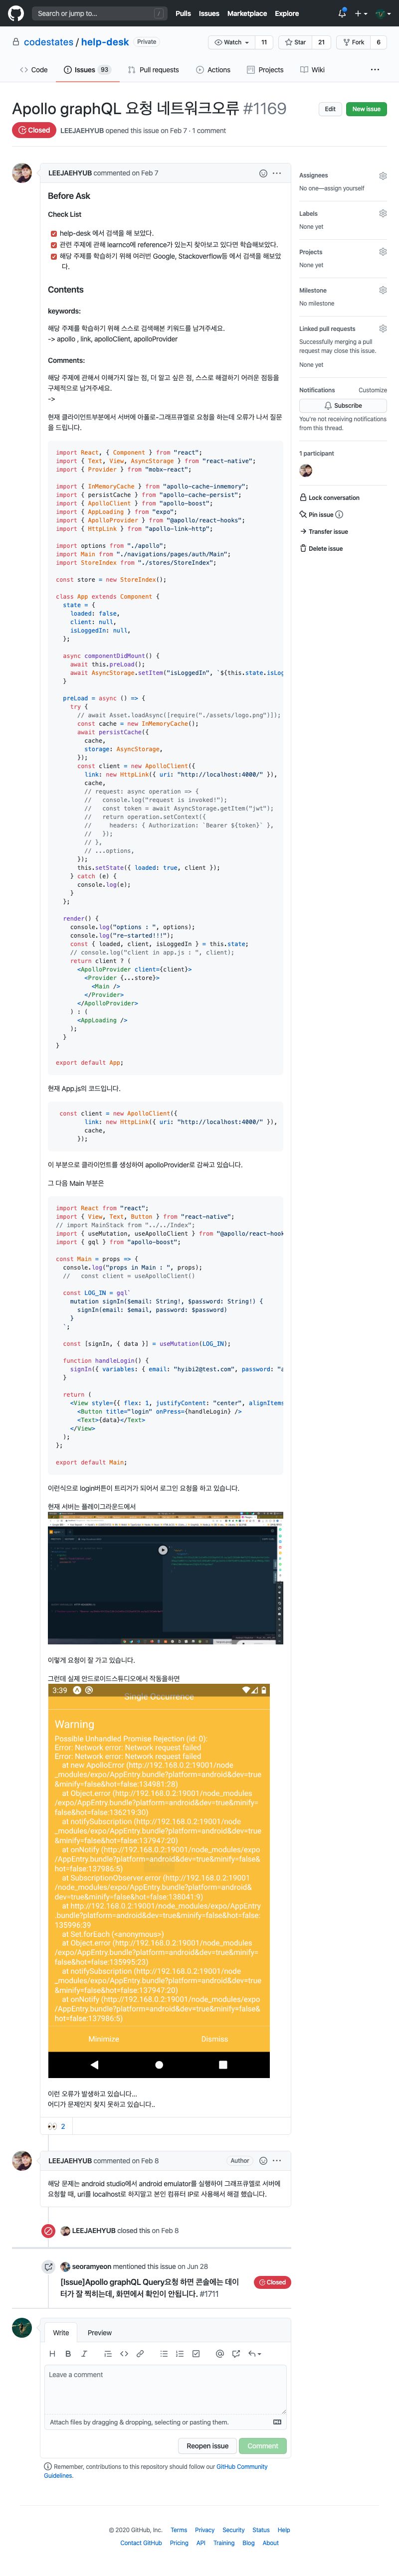 Search or jump to...
/
Pulls Issues Marketplace Explore
codestates / help-desk Private
Watch 11 Star 21 Fork 6
Code Issues 93 Pull requests Actions Projects Wiki
Apollo graphQL 요청 네트워크오류 #1169
Edit New issue
Closed LEEJAEHYUB opened this issue on Feb 7 · 1 comment
LEEJAEHYUB commented on Feb 7
Before Ask
Check List
help-desk 에서 검색을 해 보았다.
관련 주제에 관해 learnco에 reference가 있는지 찾아보고 있다면 학습해보았다.
해당 주제를 학습하기 위해 여러번 Google, Stackoverflow등 에서 검색을 해보았
다.
Contents
keywords:
해당 주제를 학습하기 위해 스스로 검색해본 키워드를 남겨주세요.
-> apollo , link, apolloClient, apolloProvider
Comments:
해당 주제에 관해서 이해가지 않는 점, 더 알고 싶은 점, 스스로 해결하기 어려운 점등을
구체적으로 남겨주세요.
->
현재 클라이언트부분에서 서버에 아폴로-그래프큐엘로 요청을 하는데 오류가 나서 질문
을 드립니다.
import React, { Component } from "react";
import { Text, View, AsyncStorage } from "react-native";
import { Provider } from "mobx-react";
import { InMemoryCache } from "apollo-cache-inmemory";
import { persistCache } from "apollo-cache-persist";
import { ApolloClient } from "apollo-boost";
import { AppLoading } from "expo";
import { ApolloProvider } from "@apollo/react-hooks";
import { HttpLink } from "apollo-link-http";
import options from "./apollo";
import Main from "./navigations/pages/auth/Main";
import StoreIndex from "./stores/StoreIndex";
const store = new StoreIndex();
class App extends Component {
state = {
loaded: false,
client: null,
isLoggedIn: null,
};
async componentDidMount() {
await this.preLoad();
await AsyncStorage.setItem("isLoggedIn", `${this.state.isLog
}
preLoad = async () => {
try {
// await Asset.loadAsync([require("./assets/logo.png")]);
const cache = new InMemoryCache();
await persistCache({
cache,
storage: AsyncStorage,
});
const client = new ApolloClient({
link: new HttpLink({ uri: "http://localhost:4000/" }),
cache,
// request: async operation => {
// console.log("request is invoked!");
// const token = await AsyncStorage.getItem("jwt");
// return operation.setContext({
// headers: { Authorization: `Bearer ${token}` },
// });
// },
// ...options,
});
this.setState({ loaded: true, client });
} catch (e) {
console.log(e);
}
};
render() {
console.log("options : ", options);
console.log("re-started!!!");
const { loaded, client, isLoggedIn } = this.state;
// console.log("client in app.js : ", client);
return client ? (
<ApolloProvider client={client}>
<Provider {...store}>
<Main />
</Provider>
</ApolloProvider>
) : (
<AppLoading />
);
}
}
export default App;
현재 App.js의 코드입니다.
const client = new ApolloClient({
link: new HttpLink({ uri: "http://localhost:4000/" }),
cache,
});
이 부분으로 클라이언트를 생성하여 apolloProvider로 감싸고 있습니다.
그 다음 Main 부분은
import React from "react";
import { View, Text, Button } from "react-native";
// import MainStack from "../../Index";
import { useMutation, useApolloClient } from "@apollo/react-hook
import { gql } from "apollo-boost";
const Main = props => {
console.log("props in Main : ", props);
// const client = useApolloClient()
const LOG_IN = gql`
mutation signIn($email: String!, $password: String!) {
signIn(email: $email, password: $password)
}
`;
const [signIn, { data }] = useMutation(LOG_IN);
function handleLogin() {
signIn({ variables: { email: "hyibi2@test.com", password: "a
}
return (
<View style={{ flex: 1, justifyContent: "center", alignItems
<Button title="login" onPress={handleLogin} />
<Text>{data}</Text>
</View>
);
};
export default Main;
이런식으로 login버튼이 트리거가 되어서 로그인 요청을 하고 있습니다.
현재 서버는 플레이그라운드에서
이렇게 요청이 잘 가고 있습니다.
그런데 실제 안드로이드스튜디오에서 작동을하면
3:39
Single Occurrence
Warning
Possible Unhandled Promise Rejection (id: 0):
Error: Network error: Network request failed
Error: Network error: Network request failed
at new ApolloError (http://192.168.0.2:19001/node
_modules/expo/AppEntry.bundle?platform=android&dev=true
&minify=false&hot=false:134981:28)
at Object.error (http://192.168.0.2:19001/node_modules
/expo/AppEntry.bundle?platform=android&dev=true&minify=
false&hot=false:136219:30)
at notifySubscription (http://192.168.0.2:19001/node
_modules/expo/AppEntry.bundle?platform=android&dev=true
&minify=false&hot=false:137947:20)
at onNotify (http://192.168.0.2:19001/node_modules/expo
/AppEntry.bundle?platform=android&dev=true&minify=false&
hot=false:137986:5)
at SubscriptionObserver.error (http://192.168.0.2:19001
/node_modules/expo/AppEntry.bundle?platform=android&
dev=true&minify=false&hot=false:138041:9)
at http://192.168.0.2:19001/node_modules/expo/AppEntry
.bundle?platform=android&dev=true&minify=false&hot=false:
135996:39
at Set.forEach (<anonymous>)
at Object.error (http://192.168.0.2:19001/node_modules
/expo/AppEntry.bundle?platform=android&dev=true&minify=
false&hot=false:135995:23)
at notifySubscription (http://192.168.0.2:19001/node
_modules/expo/AppEntry.bundle?platform=android&dev=true
&minify=false&hot=false:137947:20)
at onNotify (http://192.168.0.2:19001/node_modules/expo
/AppEntry.bundle?platform=android&dev=true&minify=false&
hot=false:137986:5)
Minimize Dismiss
이런 오류가 발생하고 있습니다...
어디가 문제인지 찾지 못하고 있습니다..
👀 2
LEEJAEHYUB commented on Feb 8 Author
해당 문제는 android studio에서 android emulator를 실행하여 그래프큐엘로 서버에
요청할 때, uri를 localhost로 하지말고 본인 컴퓨터 IP로 사용해서 해결 했습니다.
LEEJAEHYUB closed this on Feb 8
seoramyeon mentioned this issue on Jun 28
[Issue]Apollo graphQL Query요청 하면 콘솔에는 데이
터가 잘 찍히는데, 화면에서 확인이 안됩니다. #1711
Closed
Write Preview
Leave a comment
Attach files by dragging & dropping, selecting or pasting them.
Reopen issue Comment
Remember, contributions to this repository should follow our GitHub Community
Guidelines.
Assignees
No one—assign yourself
Labels
None yet
Projects
None yet
Milestone
No milestone
Linked pull requests
Successfully merging a pull
request may close this issue.
None yet
Notifications Customize
Subscribe
You're not receiving notifications
from this thread.
1 participant
Lock conversation
Pin issue
Transfer issue
Delete issue
© 2020 GitHub, Inc. Terms Privacy Security Status Help
Contact GitHub Pricing API Training Blog About